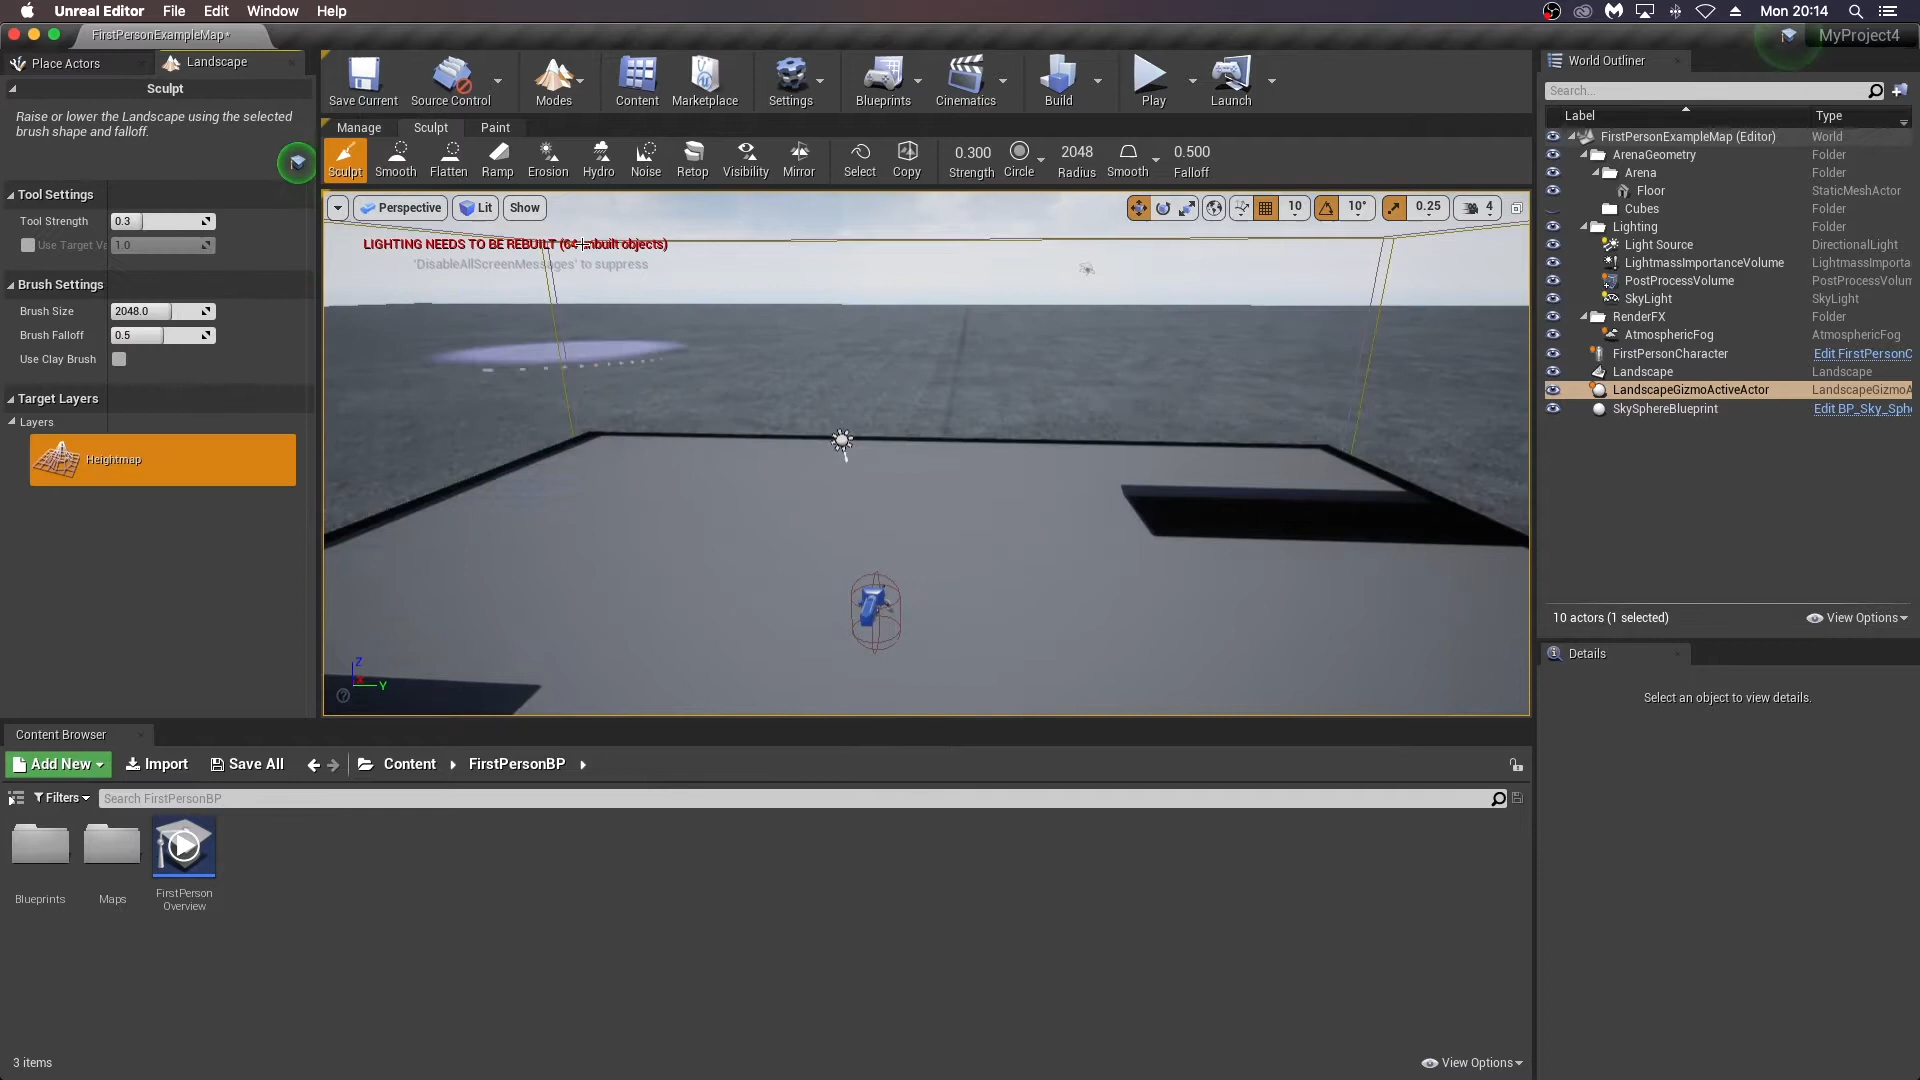 Unreal Editor File Edit Window Help Mon 20:14
FirstPersonExampleMap* MyProject4
Place Actors Landscape
Sculpt
Raise or lower the Landscape using the selected
brush shape and falloff.
Tool Settings
Tool Strength 0.3
Use Target Va 1.0
Brush Settings
Brush Size 2048.0
Brush Falloff 0.5
Use Clay Brush
Target Layers
Layers
Heightmap
Save Current Source Control Modes Content Marketplace Settings Blueprints Cinematics Build Play Launch
Manage Sculpt Paint
Sculpt Smooth Flatten Ramp Erosion Hydro Noise Retop Visibility Mirror Select Copy
0.300 2048 0.500
Strength Circle Radius Smooth Falloff
Perspective Lit Show 10 10° 0.25 4
LIGHTING NEEDS TO BE REBUILT (64 unbuilt objects)
'DisableAllScreenMessages' to suppress
Z
X
Y
World Outliner
Search...
Label Type
FirstPersonExampleMap (Editor) World
ArenaGeometry Folder
Arena Folder
Floor StaticMeshActor
Cubes Folder
Lighting Folder
Light Source DirectionalLight
LightmassImportanceVolume LightmassImporta
PostProcessVolume PostProcessVolum
SkyLight SkyLight
RenderFX Folder
AtmosphericFog AtmosphericFog
FirstPersonCharacter Edit FirstPersonC
Landscape Landscape
LandscapeGizmoActiveActor LandscapeGizmoA
SkySphereBlueprint Edit BP_Sky_Sphe
10 actors (1 selected) View Options
Details
Select an object to view details.
Content Browser
Add New Import Save All Content FirstPersonBP
Filters Search FirstPersonBP
Blueprints Maps FirstPerson
Overview
3 items View Options